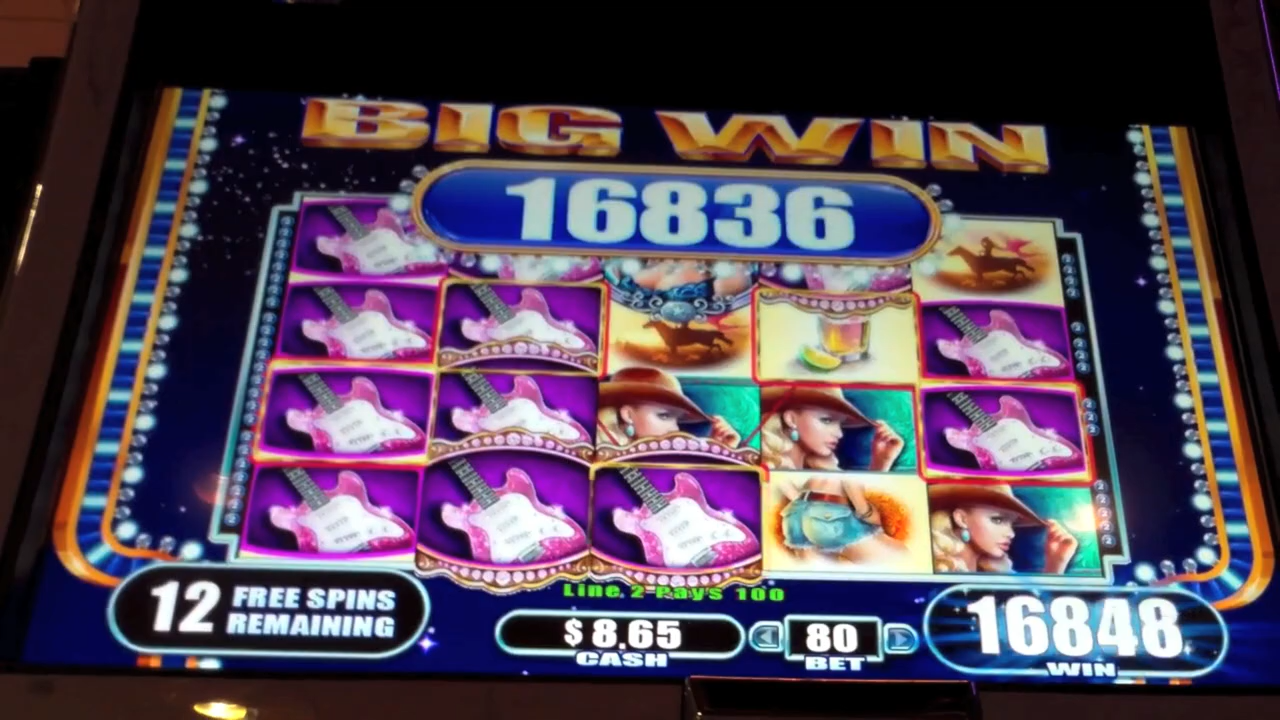 BIG WIN
16836
Line 2 Pays 100
12 FREE SPINS REMAINING
$8.65
CASH
80
BET
16848
WIN